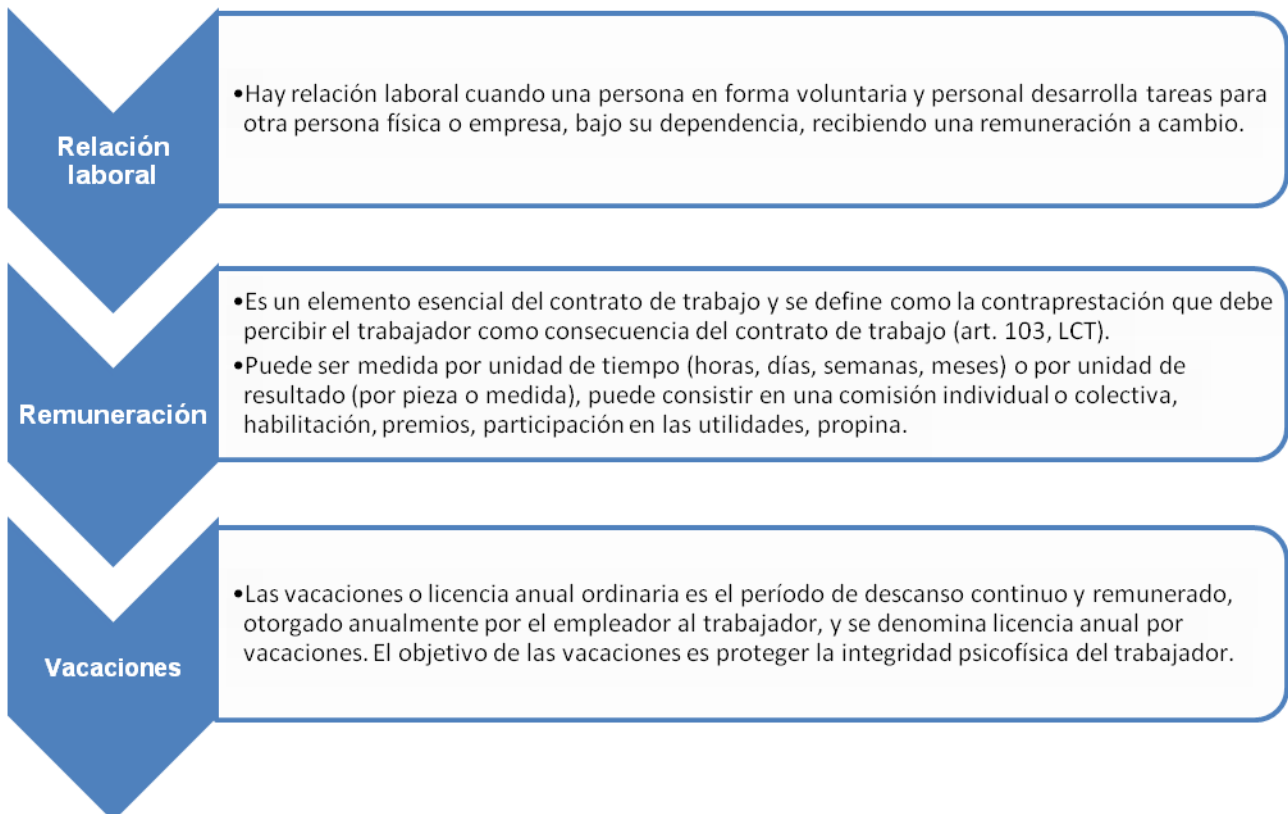 Relación
laboral
•Hay relación laboral cuando una persona en forma voluntaria y personal desarrolla tareas para
otra persona física o empresa, bajo su dependencia, recibiendo una remuneración a cambio.
Remuneración
•Es un elemento esencial del contrato de trabajo y se define como la contraprestación que debe
percibir el trabajador como consecuencia del contrato de trabajo (art. 103, LCT).
•Puede ser medida por unidad de tiempo (horas, días, semanas, meses) o por unidad de
resultado (por pieza o medida), puede consistir en una comisión individual o colectiva,
habilitación, premios, participación en las utilidades, propina.
Vacaciones
•Las vacaciones o licencia anual ordinaria es el período de descanso continuo y remunerado,
otorgado anualmente por el empleador al trabajador, y se denomina licencia anual por
vacaciones. El objetivo de las vacaciones es proteger la integridad psicofísica del trabajador.